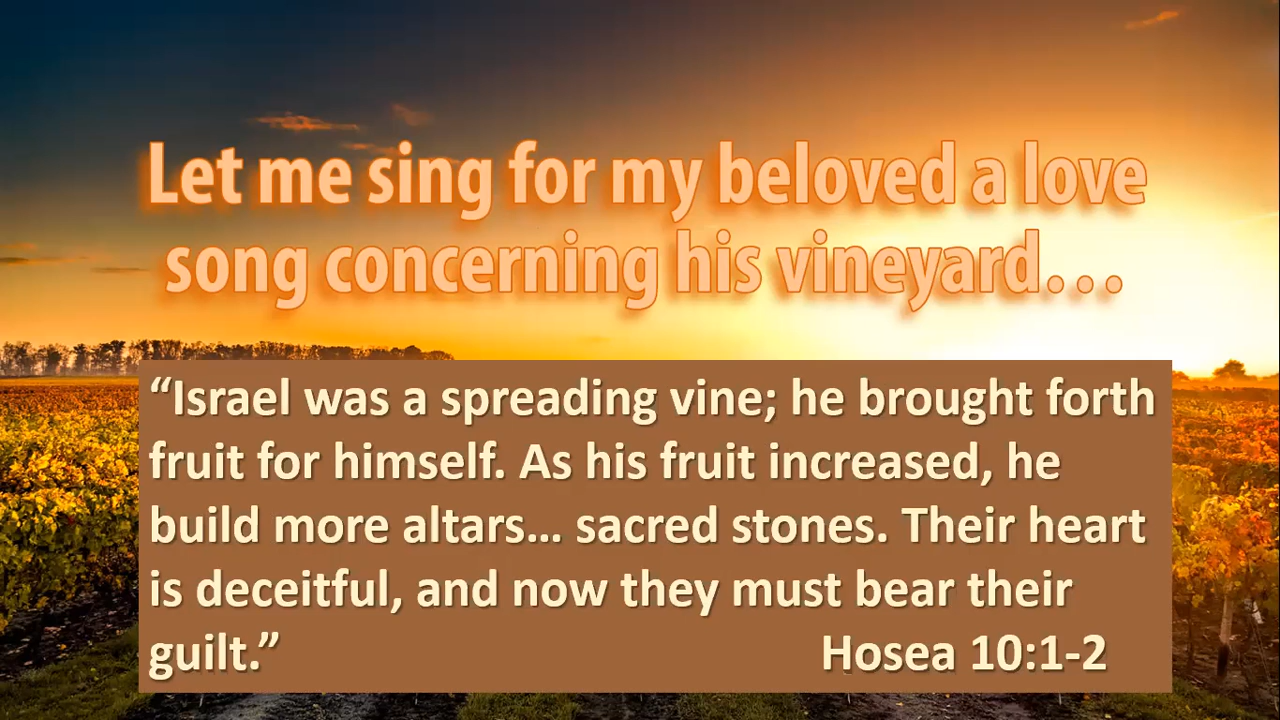 Let me sing for my beloved a love
song concerning his vineyard…
“Israel was a spreading vine; he brought forth
fruit for himself. As his fruit increased, he
build more altars… sacred stones. Their heart
is deceitful, and now they must bear their
guilt.” Hosea 10:1-2